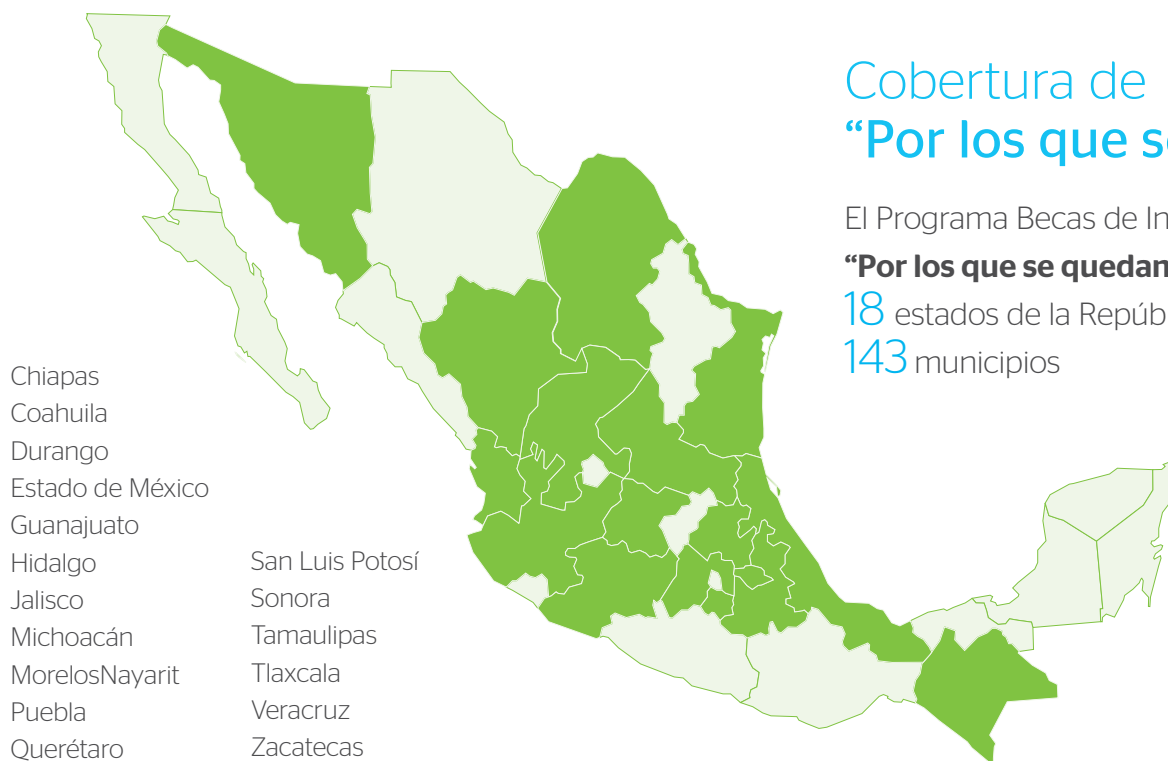 Cobertura de
“Por los que s
El Programa Becas de In
“Por los que se quedan
18 estados de la Repúb
143 municipios
Chiapas
Coahuila
Durango
Estado de México
Guanajuato
Hidalgo
Jalisco
Michoacán
MorelosNayarit
Puebla
Querétaro
San Luis Potosí
Sonora
Tamaulipas
Tlaxcala
Veracruz
Zacatecas